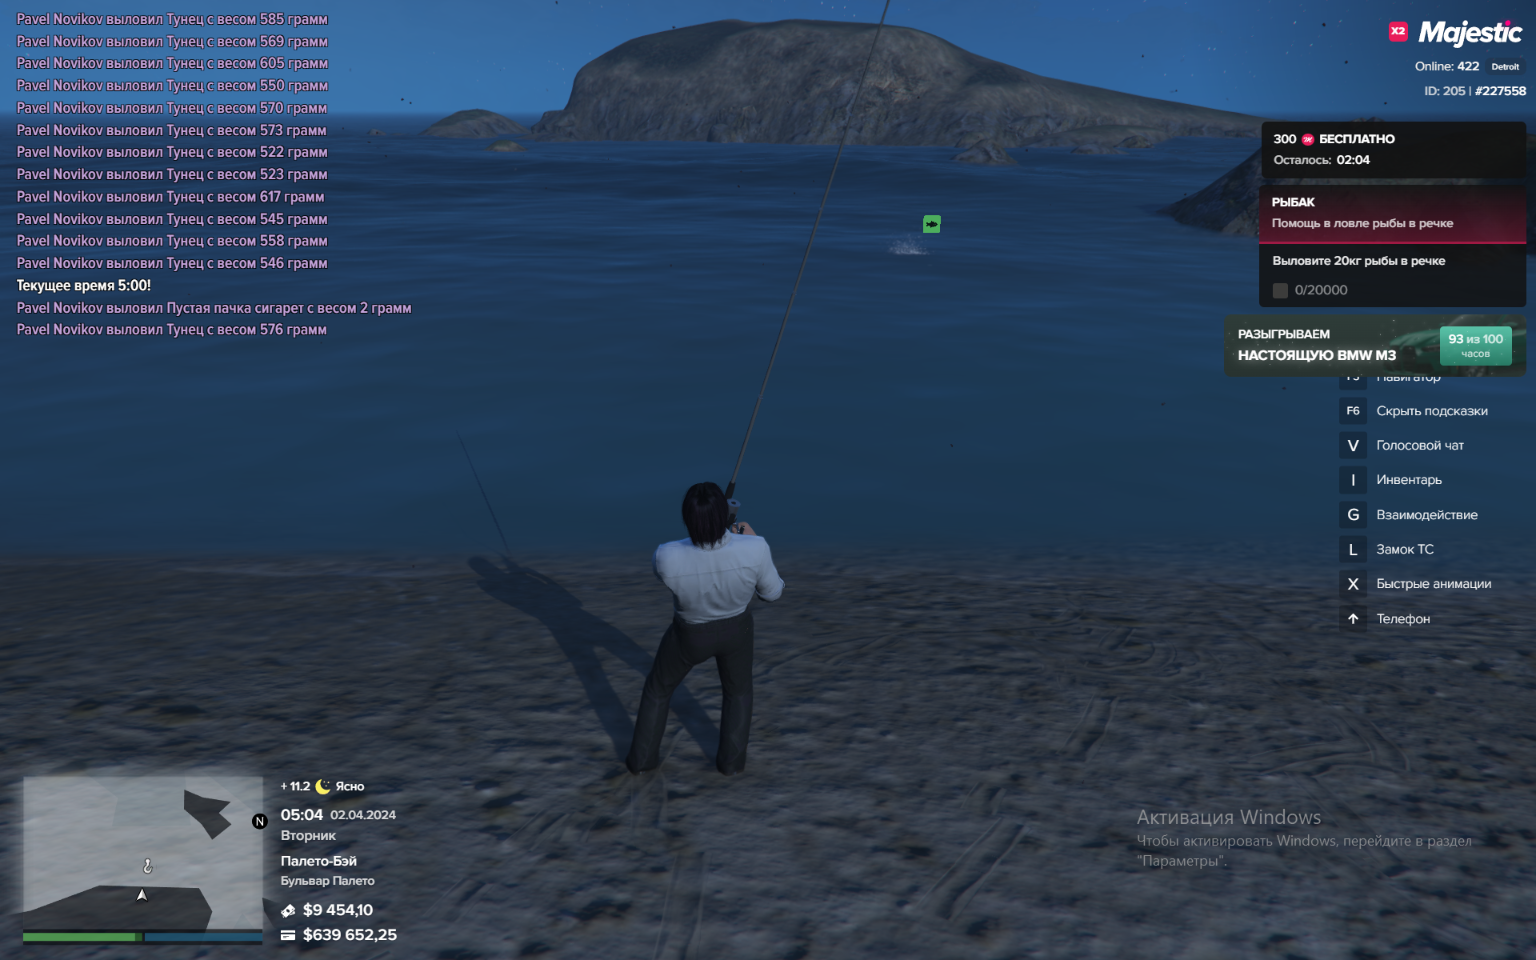 Pavel Novikov выловил Тунец с весом 585 грамм
Pavel Novikov выловил Тунец с весом 569 грамм
Pavel Novikov выловил Тунец с весом 605 грамм
Pavel Novikov выловил Тунец с весом 550 грамм
Pavel Novikov выловил Тунец с весом 570 грамм
Pavel Novikov выловил Тунец с весом 573 грамм
Pavel Novikov выловил Тунец с весом 522 грамм
Pavel Novikov выловил Тунец с весом 523 грамм
Pavel Novikov выловил Тунец с весом 617 грамм
Pavel Novikov выловил Тунец с весом 545 грамм
Pavel Novikov выловил Тунец с весом 558 грамм
Pavel Novikov выловил Тунец с весом 546 грамм
Текущее время 5:00!
Pavel Novikov выловил Пустая пачка сигарет с весом 2 грамм
Pavel Novikov выловил Тунец с весом 576 грамм
X2 Majestic
Online: 422 Detroit
ID: 205 | #227558
300 БЕСПЛАТНО
Осталось: 02:04
РЫБАК
Помощь в ловле рыбы в речке
Выловите 20кг рыбы в речке
0/20000
РАЗЫГРЫВАЕМ
НАСТОЯЩУЮ BMW M3
93 из 100
часов
Навигатор
F6 Скрыть подсказки
V Голосовой чат
I Инвентарь
G Взаимодействие
L Замок ТС
X Быстрые анимации
Телефон
+ 11.2 Ясно
N
05:04 02.04.2024
Вторник
Палето-Бэй
Бульвар Палето
$9 454,10
$639 652,25
Активация Windows
Чтобы активировать Windows, перейдите в раздел
"Параметры".